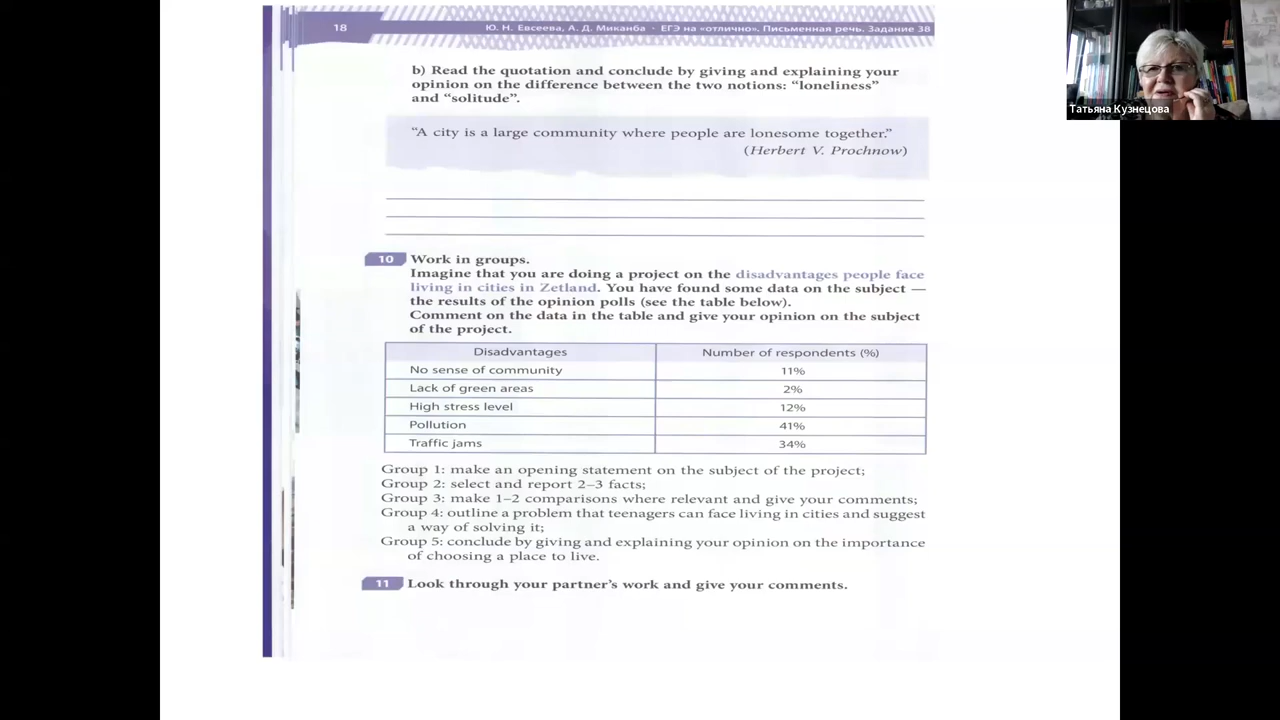 18
Ю. Н. Евсеева, А. Д. Миканба · ЕГЭ на «отлично». Письменная речь. Задание 38
Татьяна Кузнецова
b) Read the quotation and conclude by giving and explaining your
opinion on the difference between the two notions: “loneliness”
and “solitude”.
“A city is a large community where people are lonesome together.”
(Herbert V. Prochnow)
10 Work in groups.
Imagine that you are doing a project on the disadvantages people face
living in cities in Zetland. You have found some data on the subject —
the results of the opinion polls (see the table below).
Comment on the data in the table and give your opinion on the subject
of the project.
Disadvantages Number of respondents (%)
No sense of community 11%
Lack of green areas 2%
High stress level 12%
Pollution 41%
Traffic jams 34%
Group 1: make an opening statement on the subject of the project;
Group 2: select and report 2–3 facts;
Group 3: make 1–2 comparisons where relevant and give your comments;
Group 4: outline a problem that teenagers can face living in cities and suggest
a way of solving it;
Group 5: conclude by giving and explaining your opinion on the importance
of choosing a place to live.
11 Look through your partner’s work and give your comments.